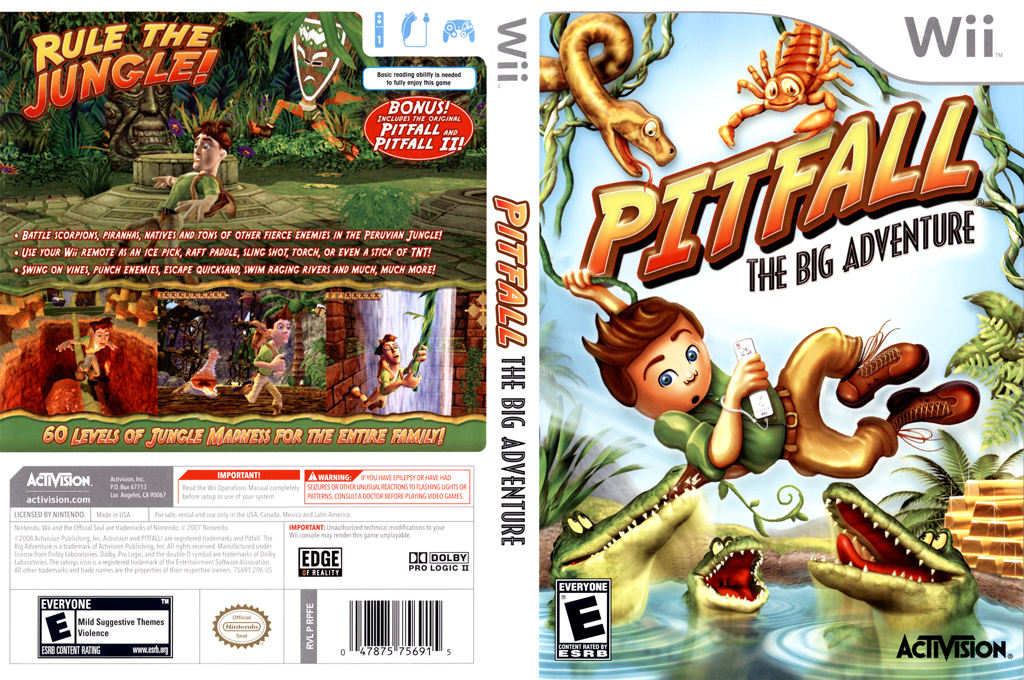 RULE THE
JUNGLE!
1
Basic reading ability is needed
to fully enjoy this game
BONUS!
INCLUDES THE ORIGINAL
PITFALL AND
PITFALL II!
• BATTLE SCORPIONS, PIRANHAS, NATIVES AND TONS OF OTHER FIERCE ENEMIES IN THE PERUVIAN JUNGLE!
• USE YOUR Wii REMOTE AS AN ICE PICK, RAFT PADDLE, SLING SHOT, TORCH, OR EVEN A STICK OF TNT!
• SWING ON VINES, PUNCH ENEMIES, ESCAPE QUICKSAND, SWIM RAGING RIVERS AND MUCH, MUCH MORE!
60 LEVELS OF JUNGLE MADNESS FOR THE ENTIRE FAMILY!
ACTIVISION
activision.com
Activision, Inc.
P.O. Box 67713
Los Angeles, CA 90067
IMPORTANT!
Read the Wii Operations Manual completely
before setup or use of your system.
WARNING: IF YOU HAVE EPILEPSY OR HAVE HAD
SEIZURES OR OTHER UNUSUAL REACTIONS TO FLASHING LIGHTS OR
PATTERNS, CONSULT A DOCTOR BEFORE PLAYING VIDEO GAMES.
LICENSED BY NINTENDO.
Made in USA
For sale, rental and use only in the USA, Canada, Mexico and Latin America.
Nintendo, Wii and the Official Seal are trademarks of Nintendo. © 2007 Nintendo.
©2008 Activision Publishing, Inc. Activision and PITFALL! are registered trademarks and Pitfall: The
Big Adventure is a trademark of Activision Publishing, Inc. All rights reserved. Manufactured under
license from Dolby Laboratories. Dolby, Pro Logic, and the double-D symbol are trademarks of Dolby
Laboratories. The ratings icon is a registered trademark of the Entertainment Software Association.
All other trademarks and trade names are the properties of their respective owners. 75691.206.US
IMPORTANT: Unauthorized technical modifications to your
Wii console may render this game unplayable.
EDGE
OF REALITY
DOLBY
PRO LOGIC II
EVERYONE
TM
E
Mild Suggestive Themes
Violence
ESRB CONTENT RATING
www.esrb.org
Official
Nintendo
Seal
RVL P RPFE
0 47875 75691 5
Wii
PITFALL THE BIG ADVENTURE
Wii
TM
PITFALL
®
THE BIG ADVENTURE
EVERYONE
E
®
CONTENT RATED BY
ESRB
ACTIVISION®